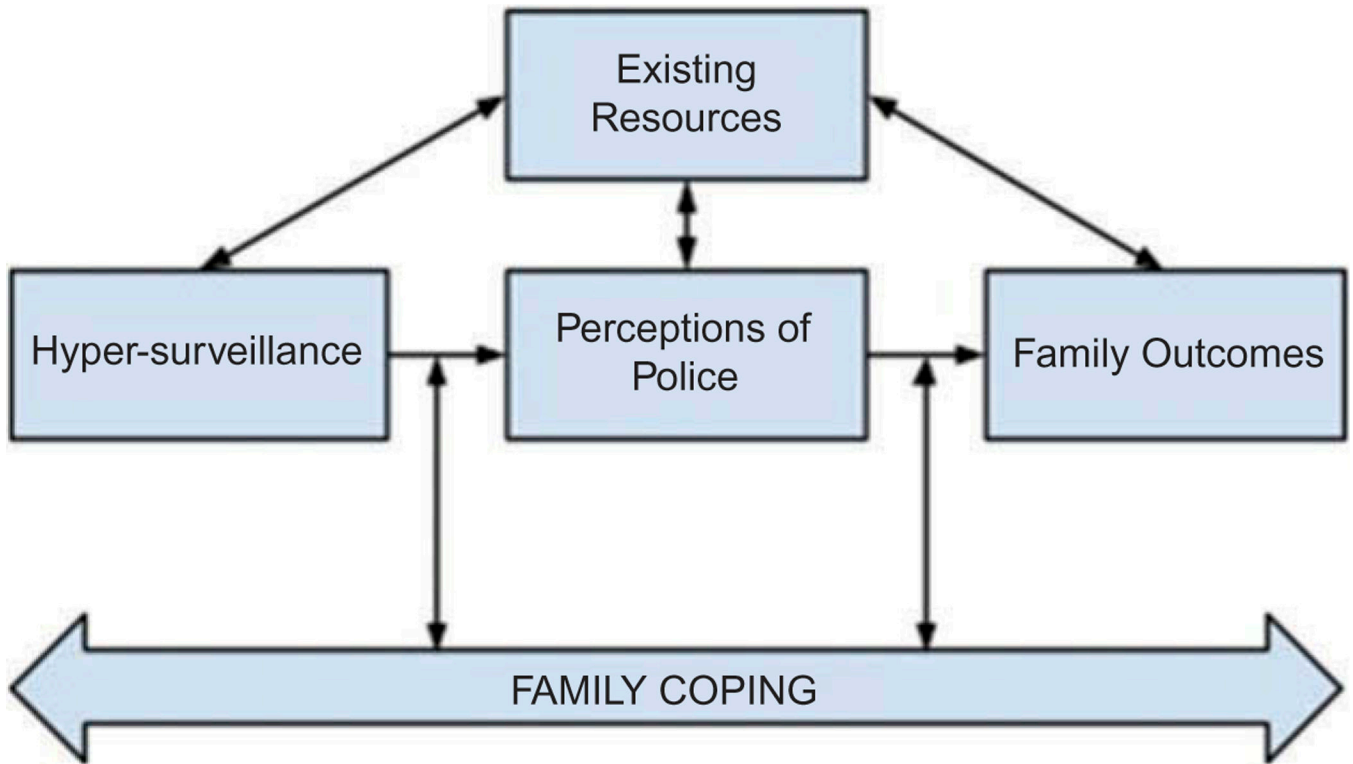 Existing
Resources
Hyper-surveillance
Perceptions of
Police
Family Outcomes
FAMILY COPING